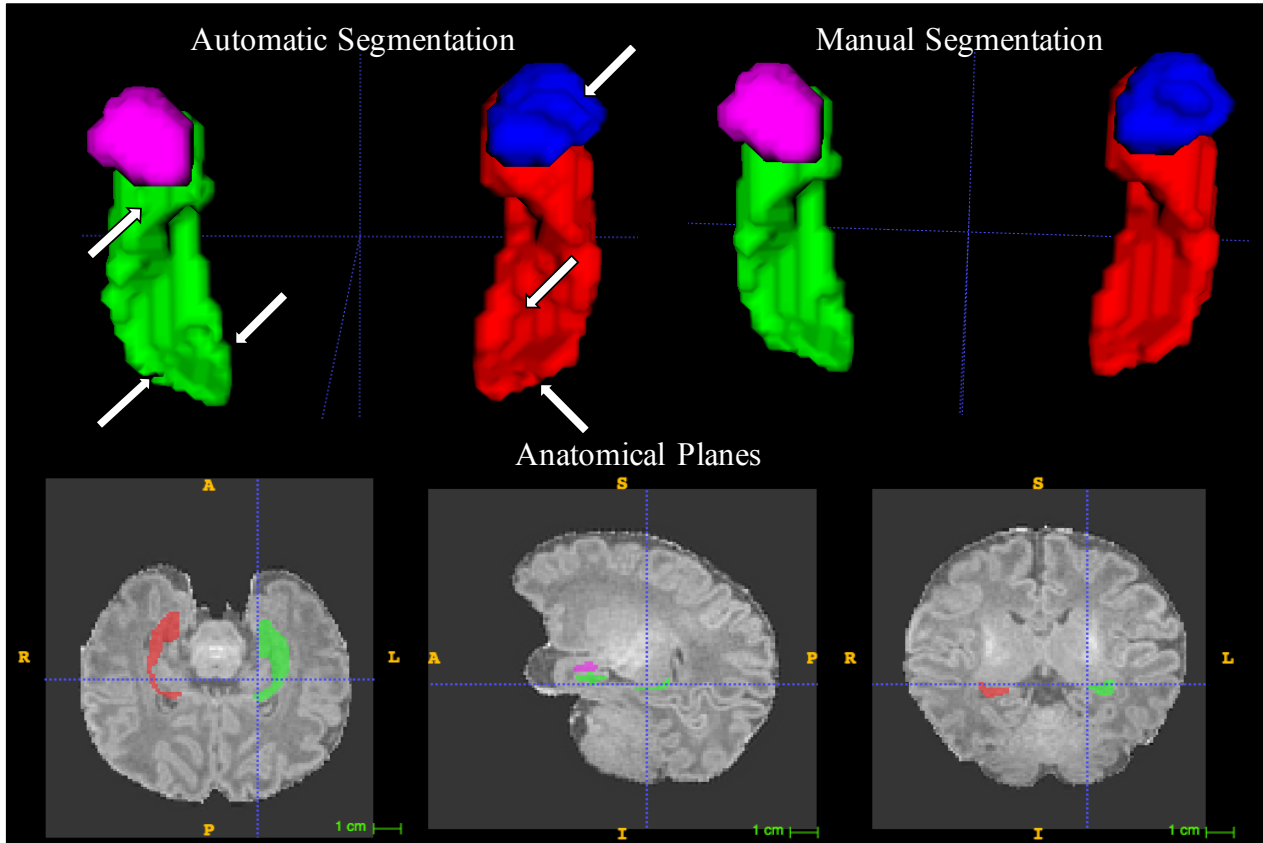 Automatic Segmentation
Manual Segmentation
Anatomical Planes
A
R
L
P
1 cm
S
A
P
I
1 cm
S
R
L
I
1 cm